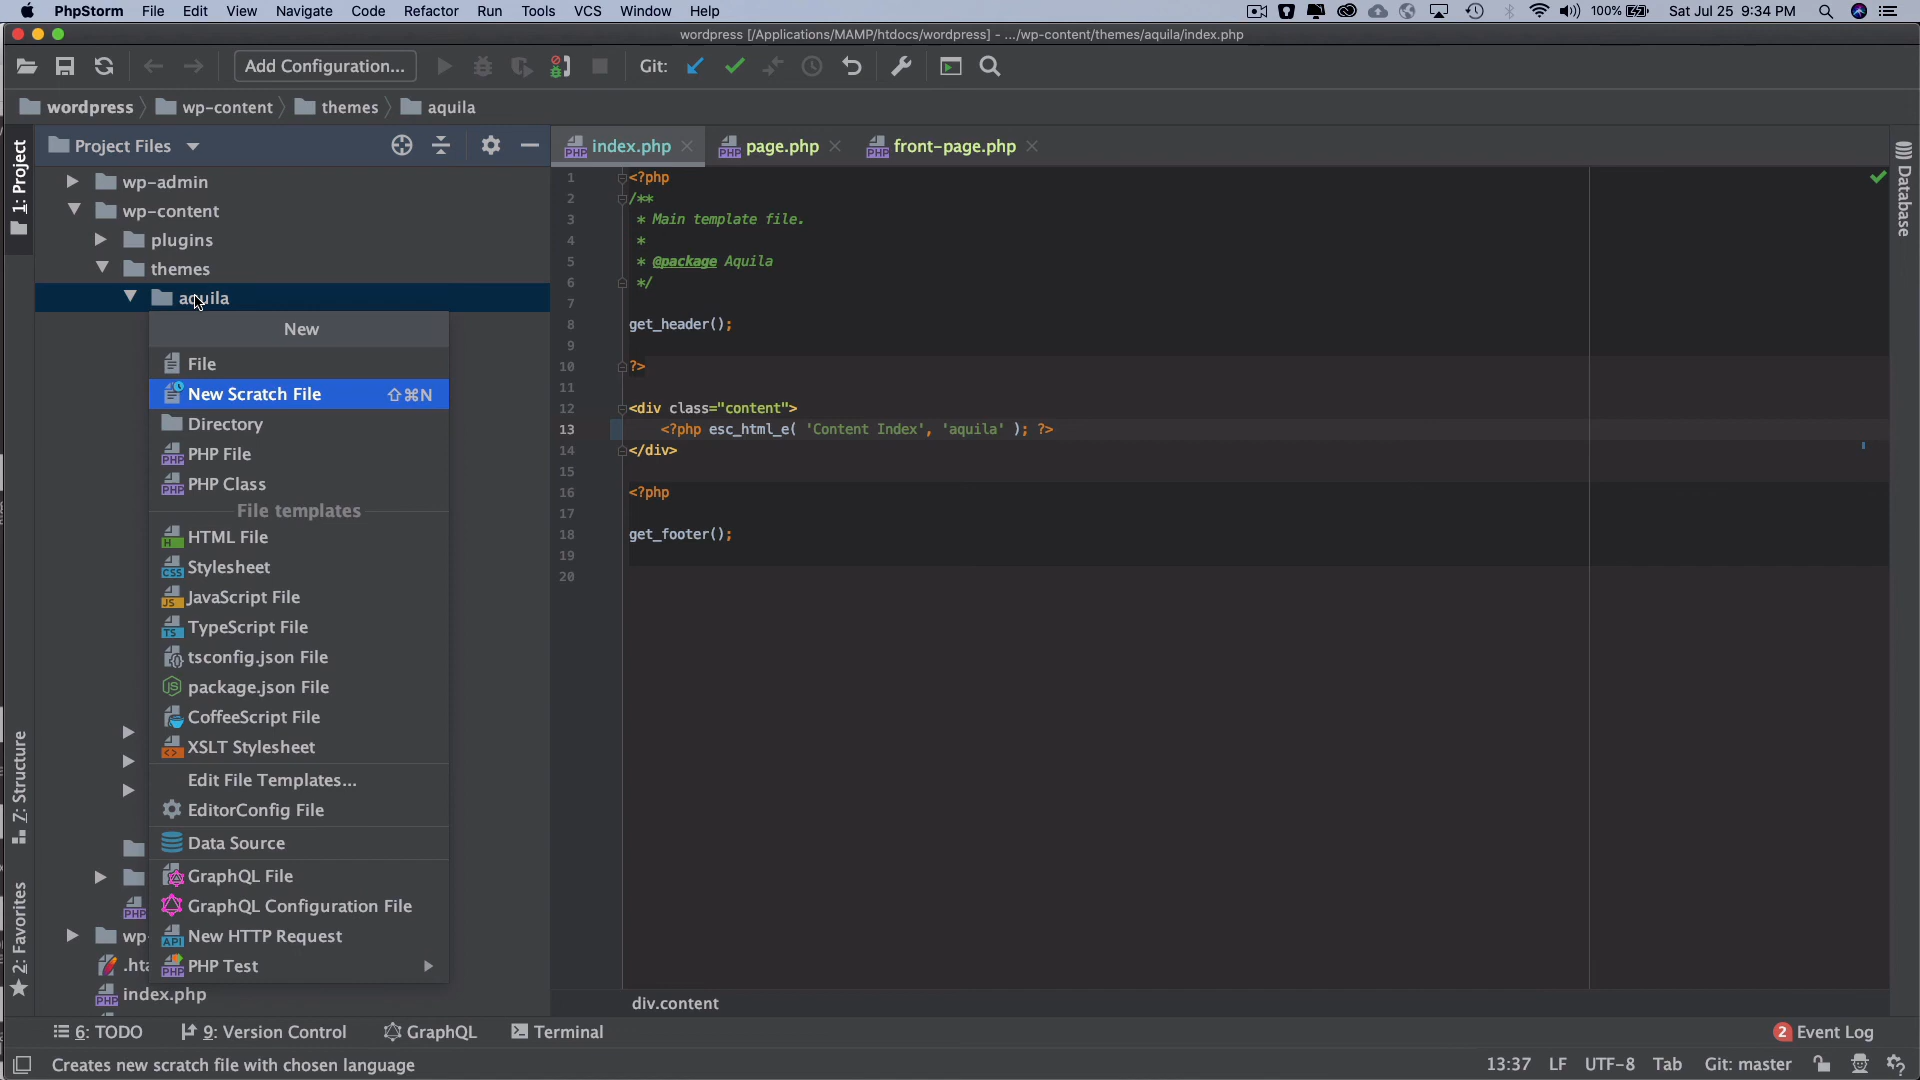 PhpStorm File Edit View Navigate Code Refactor Run Tools VCS Window Help 100% Sat Jul 25 9:34 PM
wordpress [/Applications/MAMP/htdocs/wordpress] - .../wp-content/themes/aquila/index.php
Add Configuration... Git:
wordpress wp-content themes aquila
1: Project
Project Files
wp-admin
wp-content
plugins
themes
aquila
New
File
New Scratch File ⇧⌘N
Directory
PHP File
PHP Class
File templates
HTML File
Stylesheet
JavaScript File
TypeScript File
tsconfig.json File
package.json File
CoffeeScript File
XSLT Stylesheet
Edit File Templates...
EditorConfig File
Data Source
GraphQL File
GraphQL Configuration File
New HTTP Request
PHP Test
wp-
.hta
index.php
Z: Structure
2: Favorites
index.php page.php front-page.php
1 <?php
2 /**
3 * Main template file.
4 *
5 * @package Aquila
6 */
7
8 get_header();
9
10 ?>
11
12 <div class="content">
13 <?php esc_html_e( 'Content Index', 'aquila' ); ?>
14 </div>
15
16 <?php
17
18 get_footer();
19
20
div.content
Database
6: TODO 9: Version Control GraphQL Terminal 2 Event Log
Creates new scratch file with chosen language 13:37 LF UTF-8 Tab Git: master